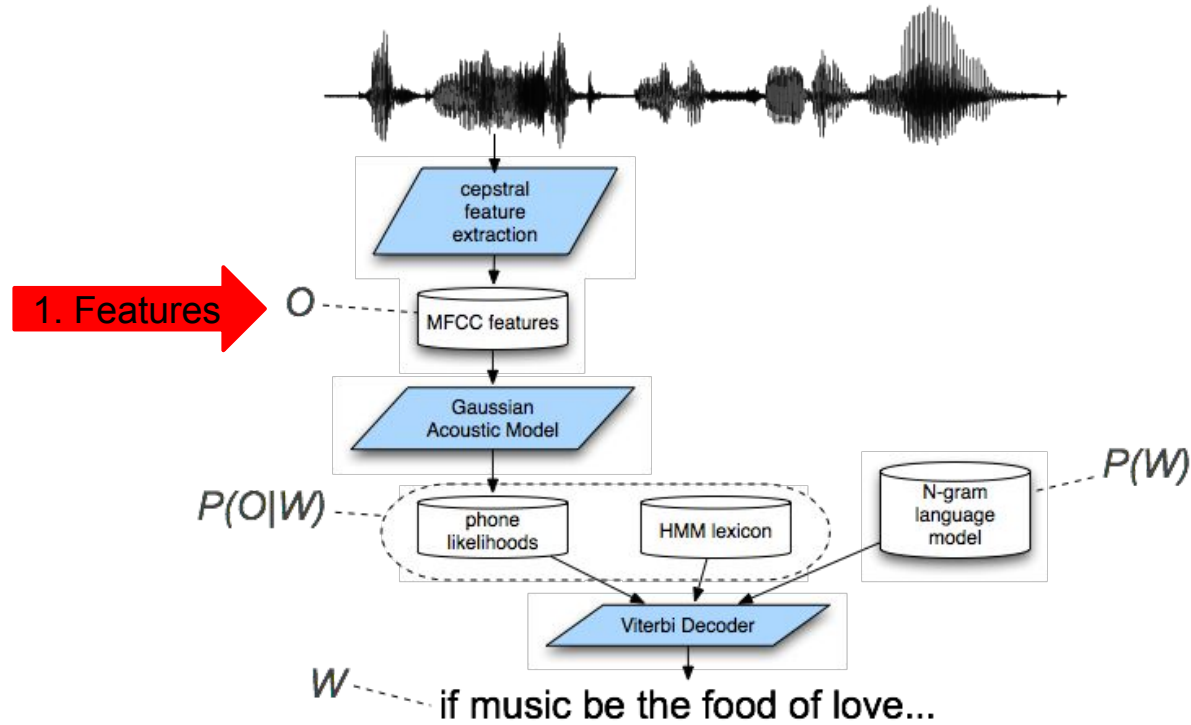 cepstral
feature
extraction
1. Features
O
MFCC features
Gaussian
Acoustic Model
P(W)
P(O|W)
phone
likelihoods
HMM lexicon
N-gram
language
model
Viterbi Decoder
W
if music be the food of love...